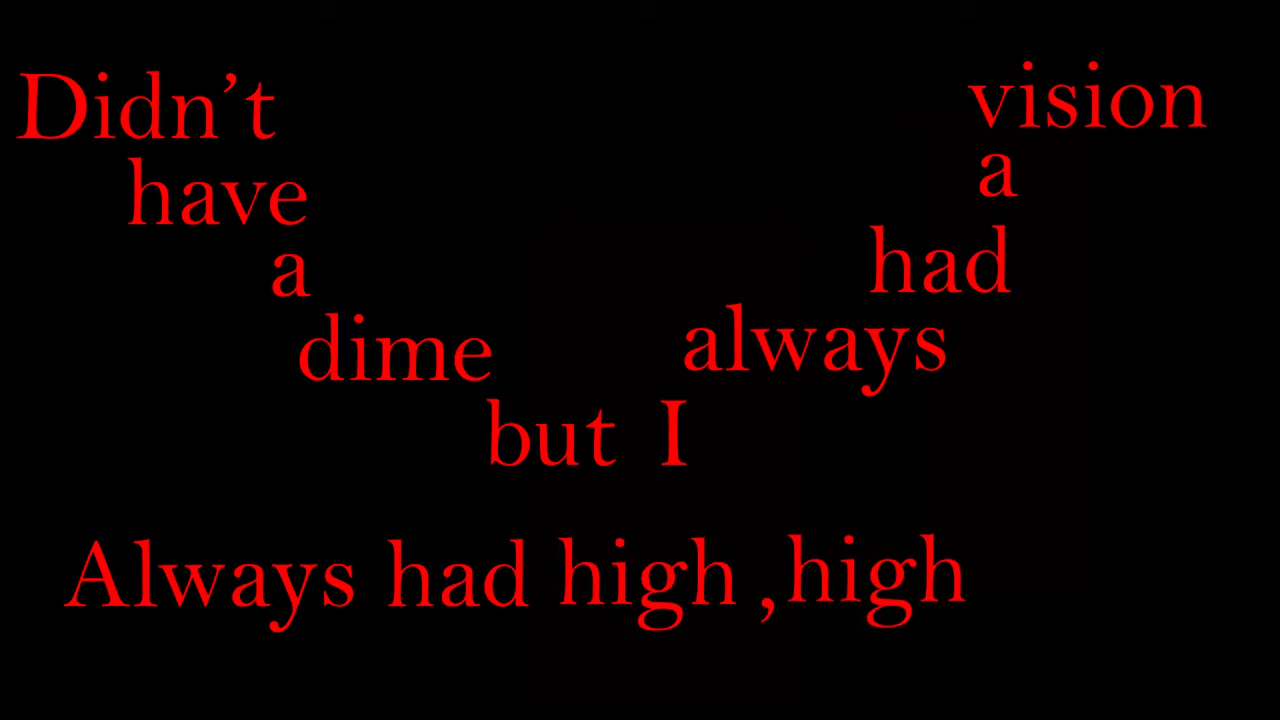 Didn't
have
a
dime
but I
always
had
a
vision
Always had high , high